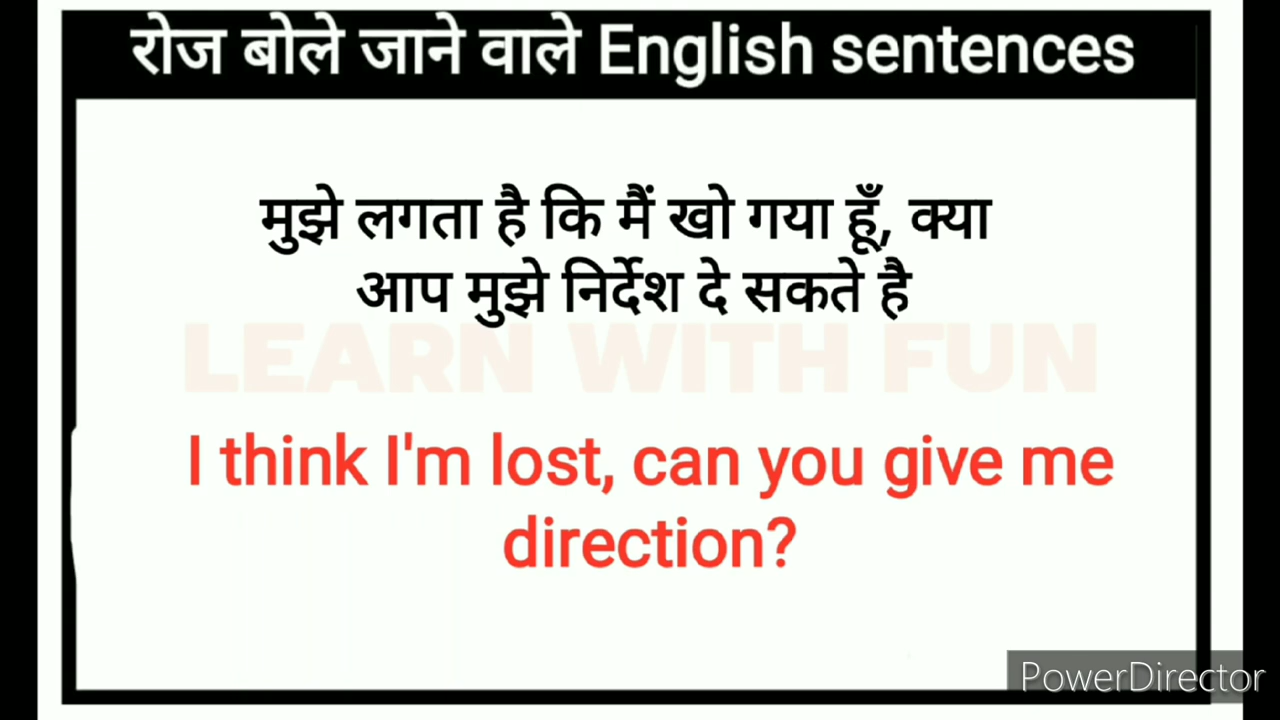 रोज बोले जाने वाले English sentences
मुझे लगता है कि मैं खो गया हूँ, क्या
आप मुझे निर्देश दे सकते है
LEARN WITH FUN
I think I'm lost, can you give me
direction?
PowerDirector